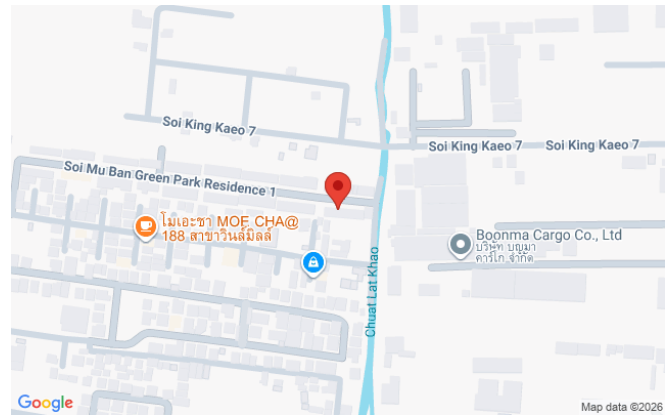 Soi King Kaeo 7
Soi King Kaeo 7
Soi King Kaeo 7
Soi Mu Ban Green Park Residence 1
โมเอะชา MOE CHA@
188 สาขาวินล์มิลล์
Boonma Cargo Co., Ltd
บริษัท บุญมา
คาร์โก้ จำกัด
Chuat Lat Khao
Google
Map data ©2026